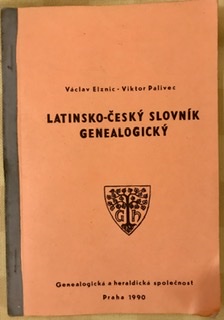 Václav Elznic - Viktor Palivec
LATINSKO-ČESKÝ SLOVNÍK
GENEALOGICKÝ
G H
Genealogická a heraldická společnost
Praha 1990